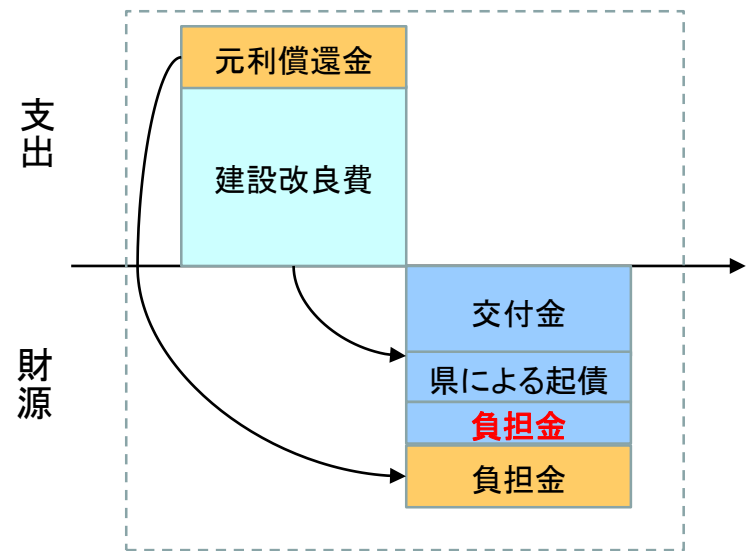 支出
元利償還金
建設改良費
財源
交付金
県による起債
負担金
負担金